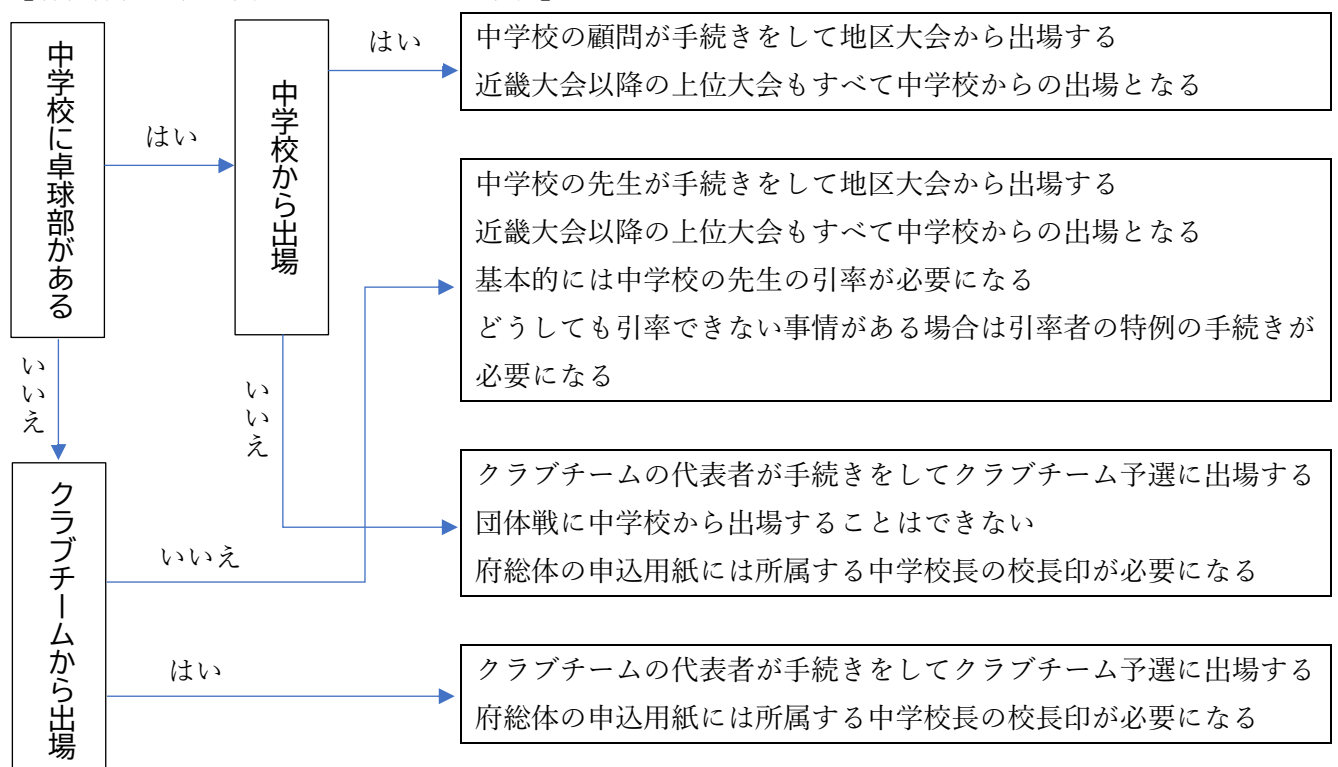 中学校に卓球部がある
はい
中学校から出場
はい
中学校の顧問が手続きをして地区大会から出場する
近畿大会以降の上位大会もすべて中学校からの出場となる
中学校の先生が手続きをして地区大会から出場する
近畿大会以降の上位大会もすべて中学校からの出場となる
基本的には中学校の先生の引率が必要になる
どうしても引率できない事情がある場合は引率者の特例の手続きが
必要になる
いいえ
いいえ
クラブチームの代表者が手続きをしてクラブチーム予選に出場する
団体戦に中学校から出場することはできない
府総体の申込用紙には所属する中学校長の校長印が必要になる
クラブチームから出場
いいえ
はい
クラブチームの代表者が手続きをしてクラブチーム予選に出場する
府総体の申込用紙には所属する中学校長の校長印が必要になる